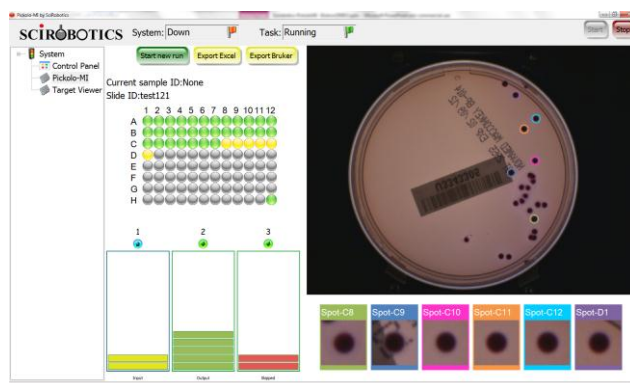 Pickolo-MI by SciRobotics
SCIROBOTICS System: Down Task: Running Start Stop
System
Control Panel
Pickolo-MI
Target Viewer
Start new run Export Excel Export Bruker
Current sample ID:None
Slide ID:test121
1 2 3 4 5 6 7 8 9 10 11 12
A
B
C
D
E
F
G
H
1 2 3
Input Output Skipped
Spot-C8 Spot-C9 Spot-C10 Spot-C11 Spot-C12 Spot-D1